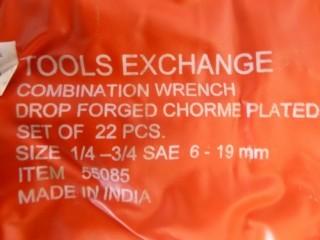 TOOLS EXCHANGE
COMBINATION WRENCH
DROP FORGED CHORME PLATED
SET OF 22 PCS.
SIZE 1/4 –3/4 SAE 6 - 19 mm
ITEM 55085
MADE IN INDIA